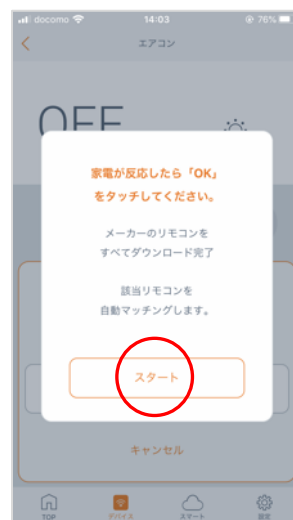 docomo 14:03 76%
エアコン
OFF
家電が反応したら「OK」
をタッチしてください。
メーカーのリモコンを
すべてダウンロード完了
該当リモコンを
自動マッチングします。
スタート
キャンセル
TOP デバイス スマート 設定